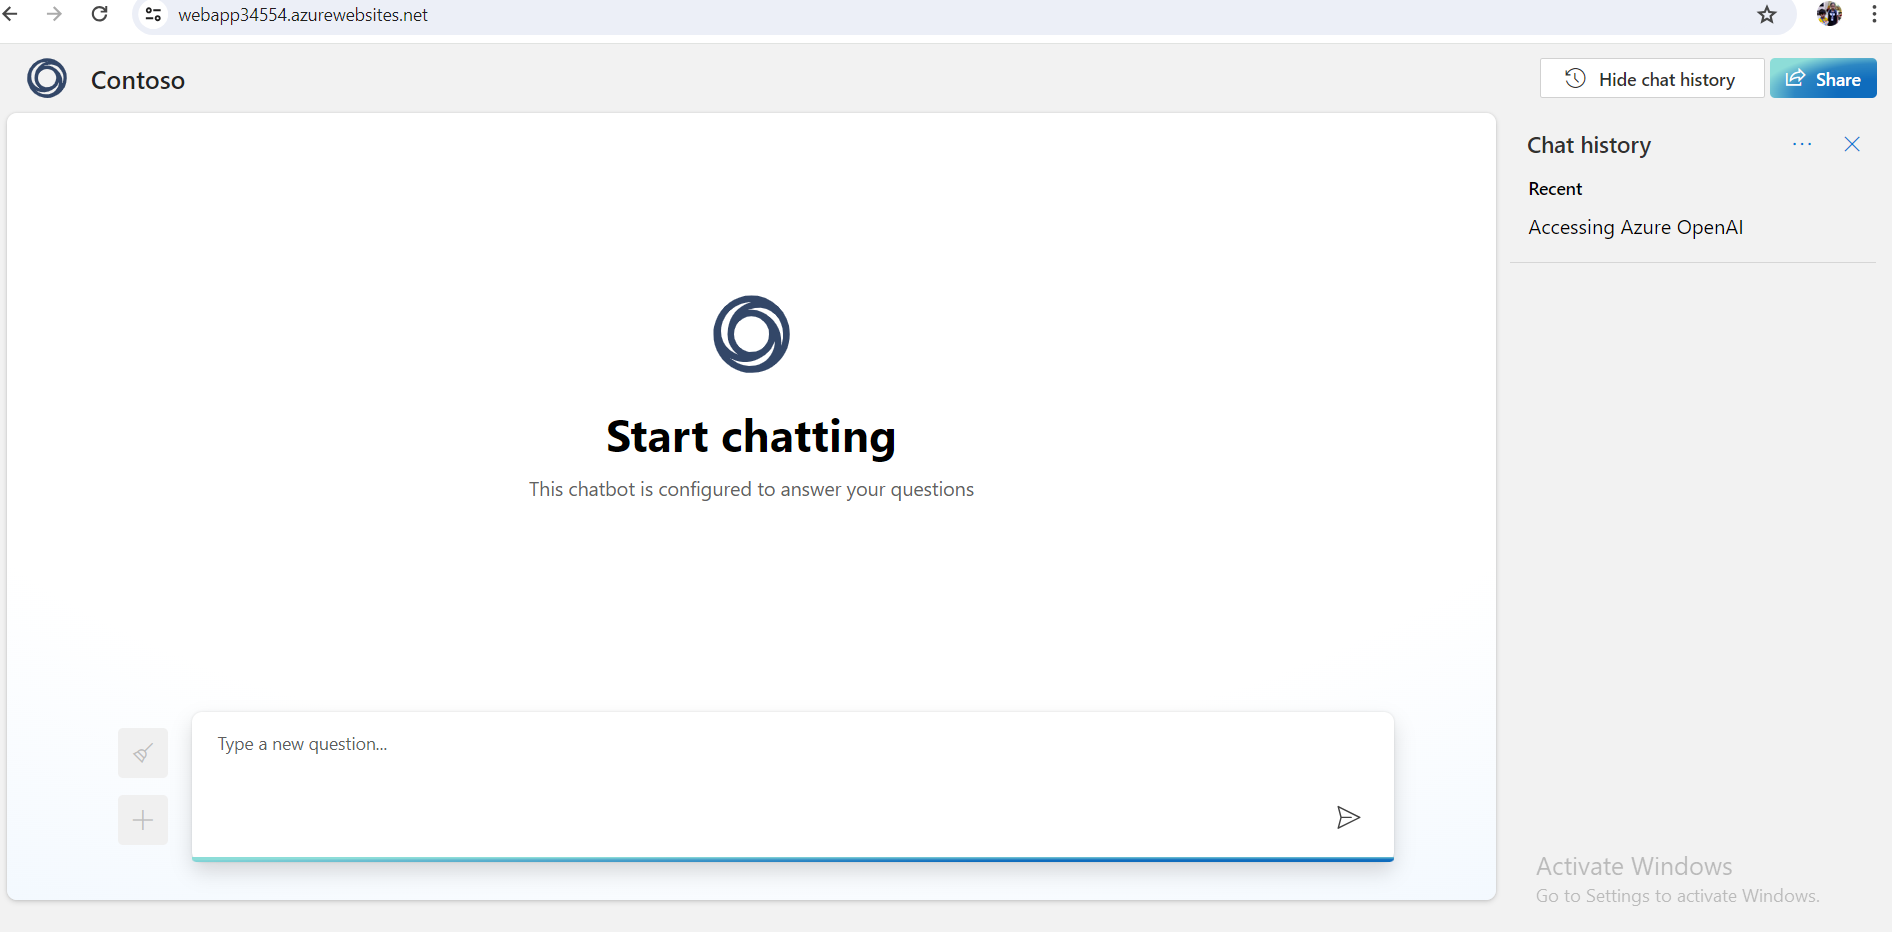 webapp34554.azurewebsites.net
Contoso
Hide chat history
Share
Chat history
Recent
Accessing Azure OpenAI
Start chatting
This chatbot is configured to answer your questions
Type a new question...
Activate Windows
Go to Settings to activate Windows.